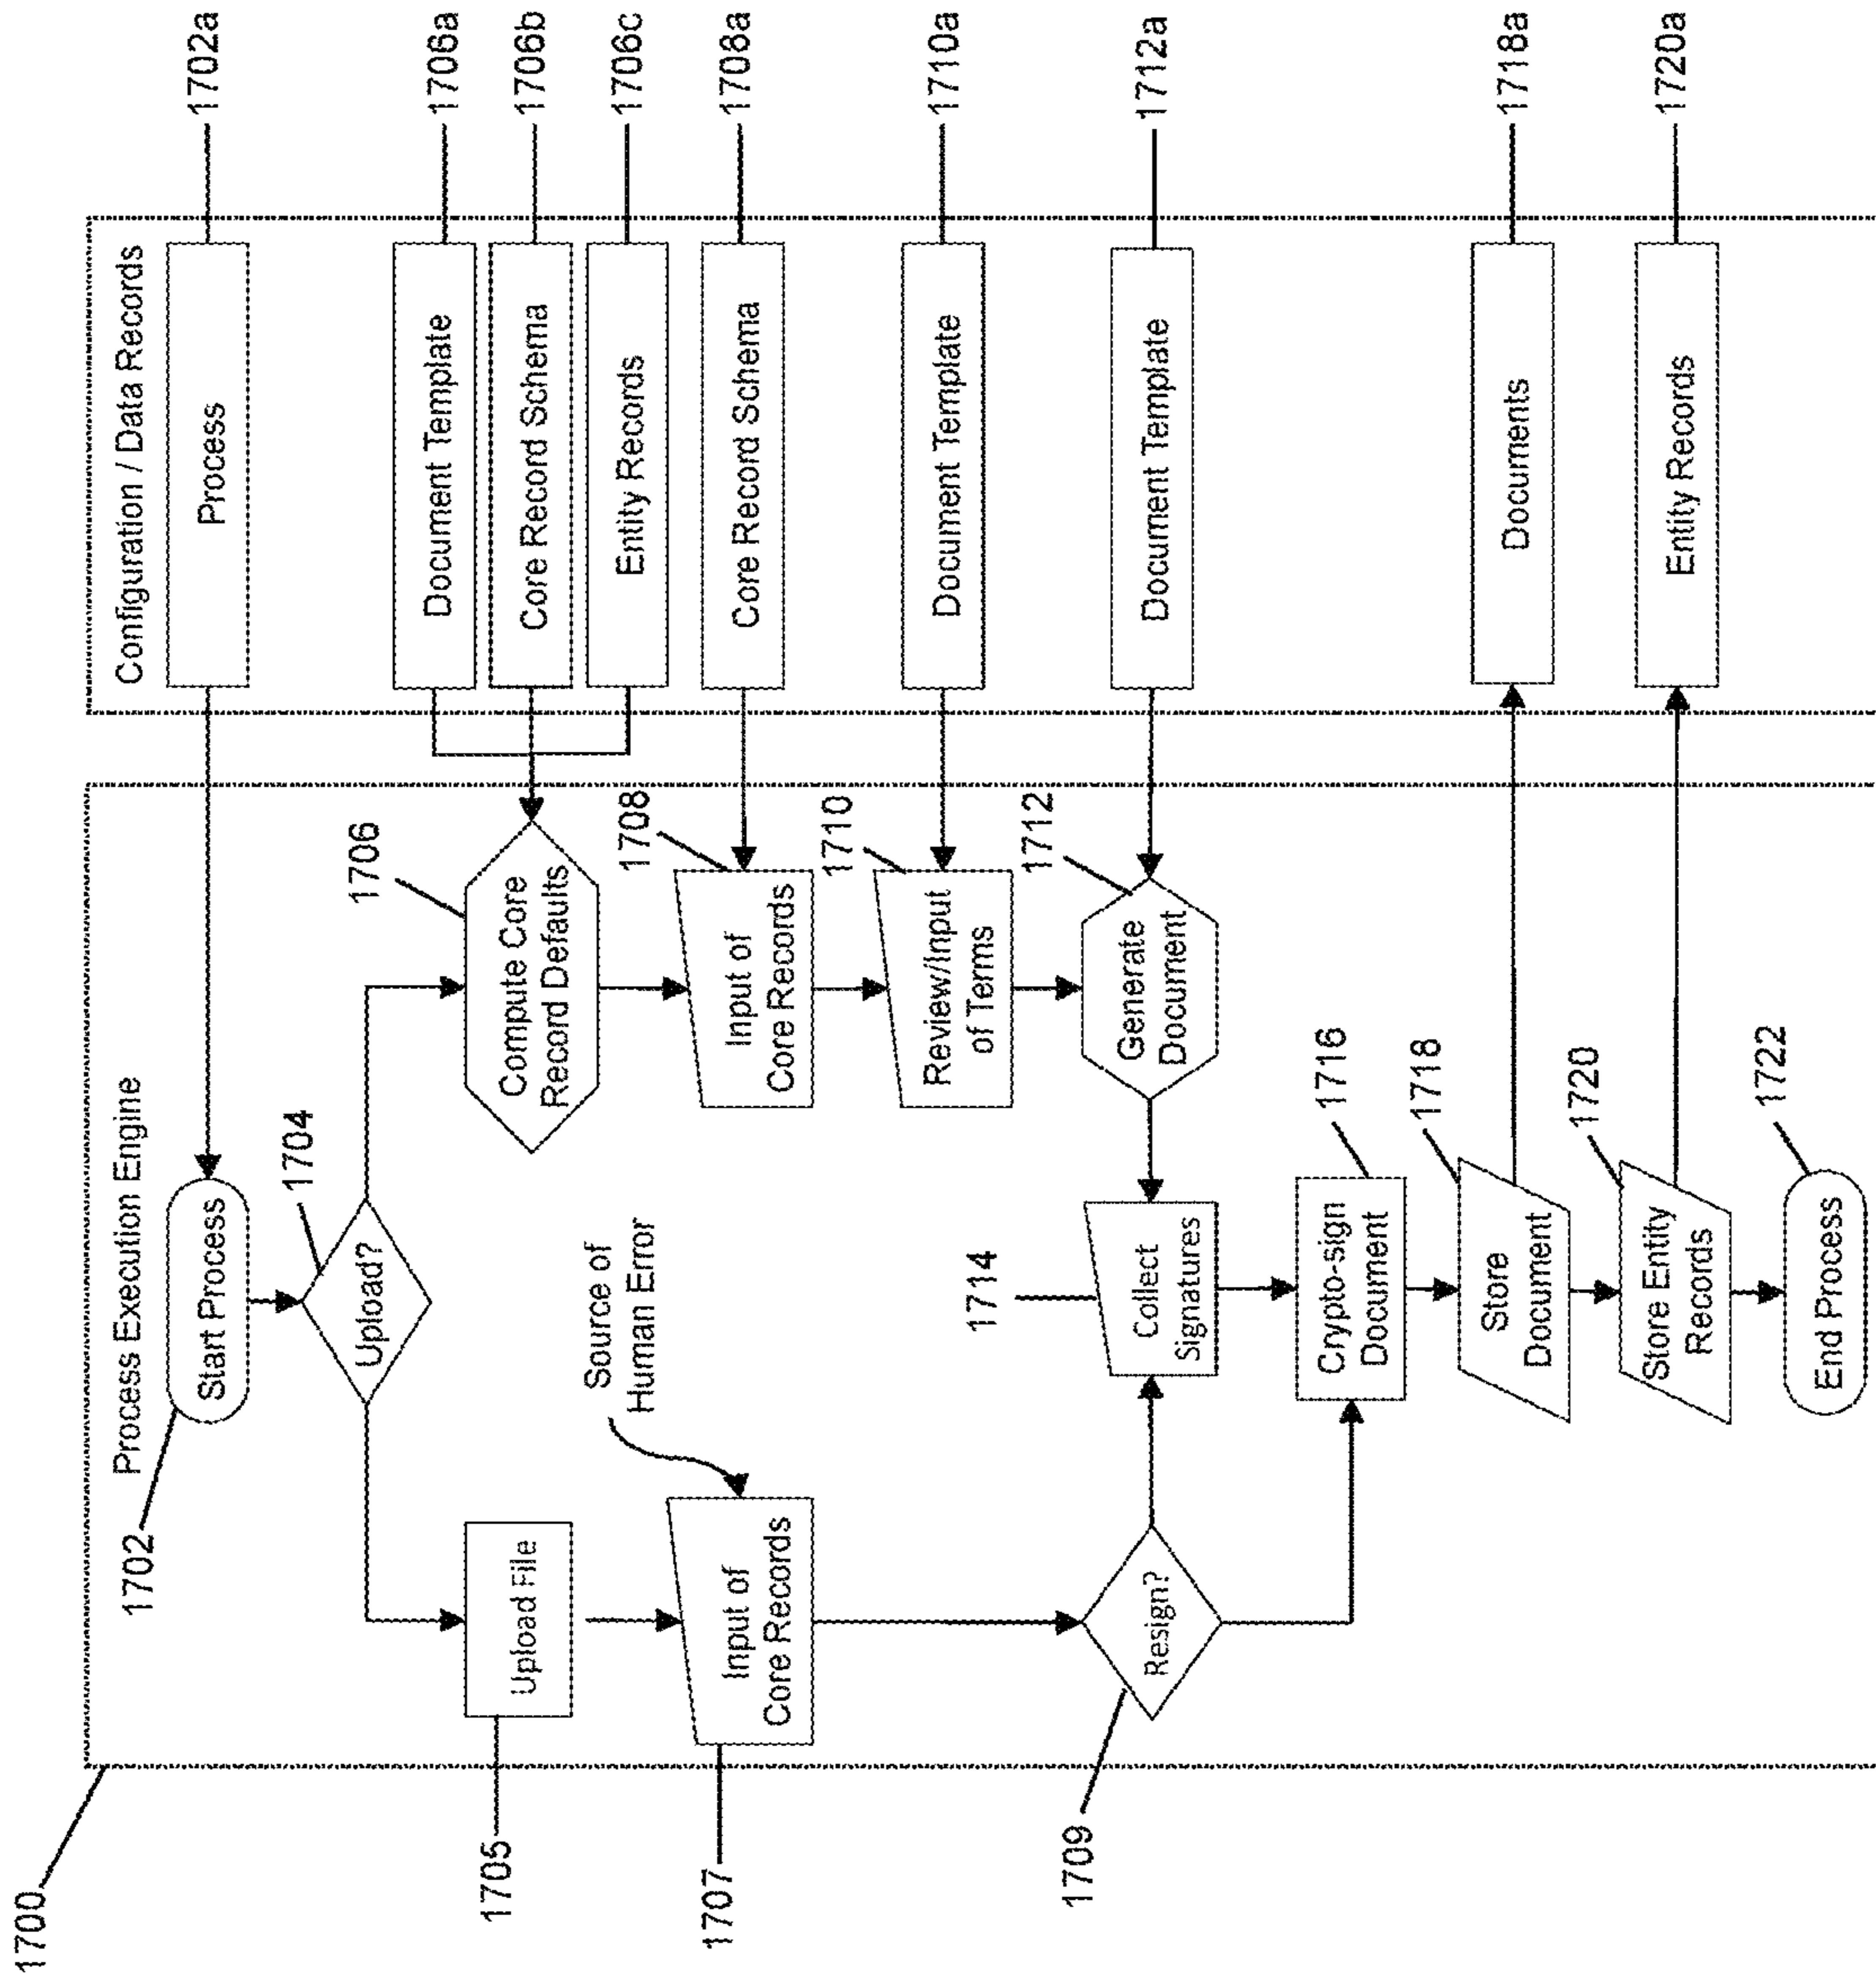 1700
Process Execution Engine
Configuration / Data Records
1702
Start Process
Process
1702a
1704
Upload?
1706
Compute Core
Record Defaults
Document Template
1706a
Core Record Schema
1706b
Entity Records
1706c
1705
Upload File
Source of
Human Error
1707
Input of
Core Records
1708
Input of
Core Records
Core Record Schema
1708a
1710
Review/Input
of Terms
Document Template
1710a
1709
Resign?
1714
Collect
Signatures
1712
Generate
Document
Document Template
1712a
1716
Crypto-sign
Document
1718
Store
Document
Documents
1718a
1720
Store Entity
Records
Entity Records
1720a
1722
End Process